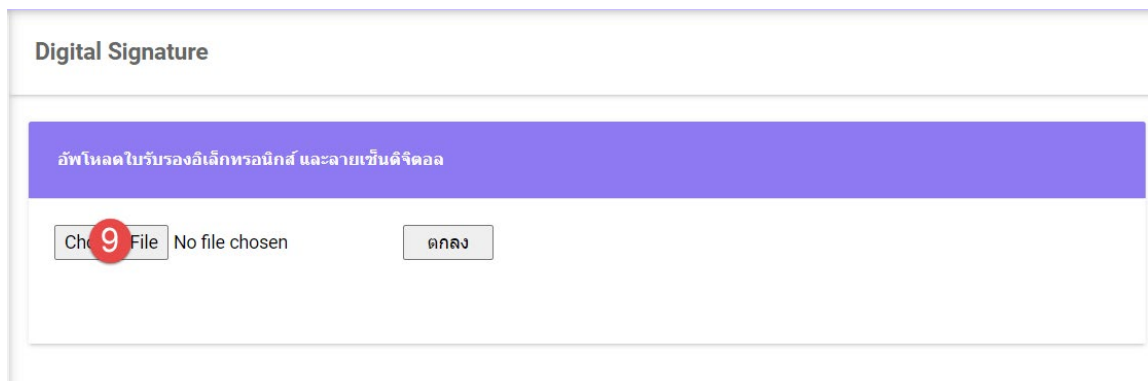 Digital Signature
อัพโหลดใบรับรองอิเล็กทรอนิกส์ และลายเซ็นดิจิตอล
9 File No file chosen ตกลง